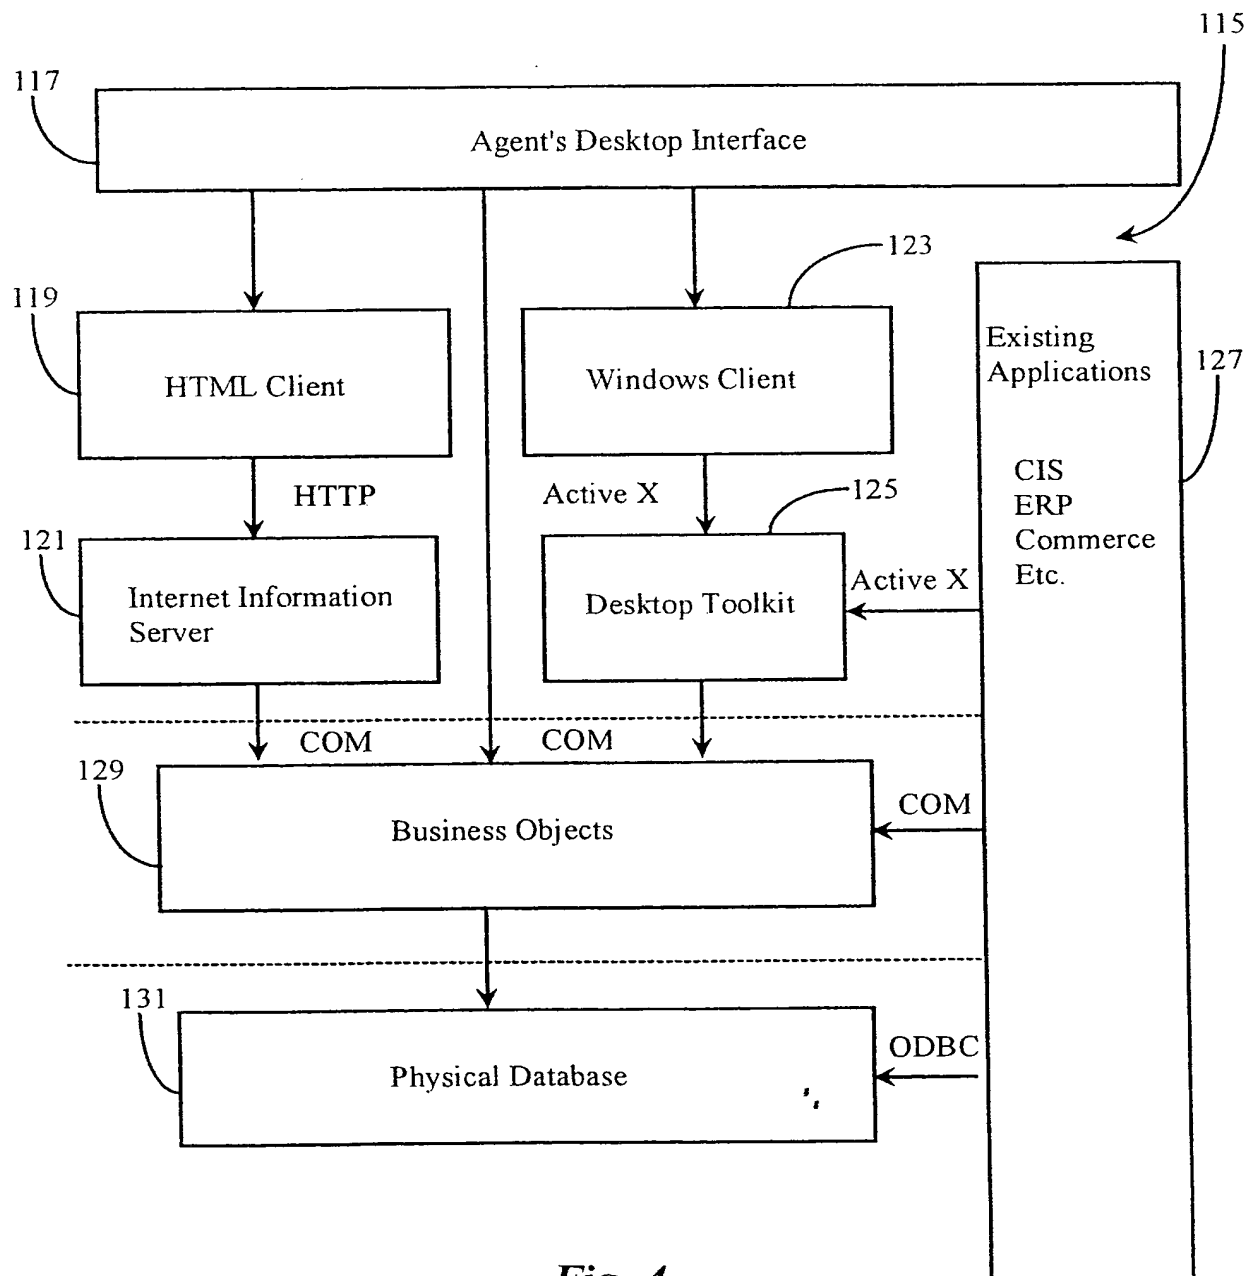 115
117
Agent's Desktop Interface
123
119
Existing
Applications
127
HTML Client
Windows Client
CIS
ERP
Commerce
Etc.
HTTP
Active X
125
121
Active X
Internet Information
Server
Desktop Toolkit
COM
COM
129
COM
Business Objects
131
ODBC
Physical Database
Fig. 4